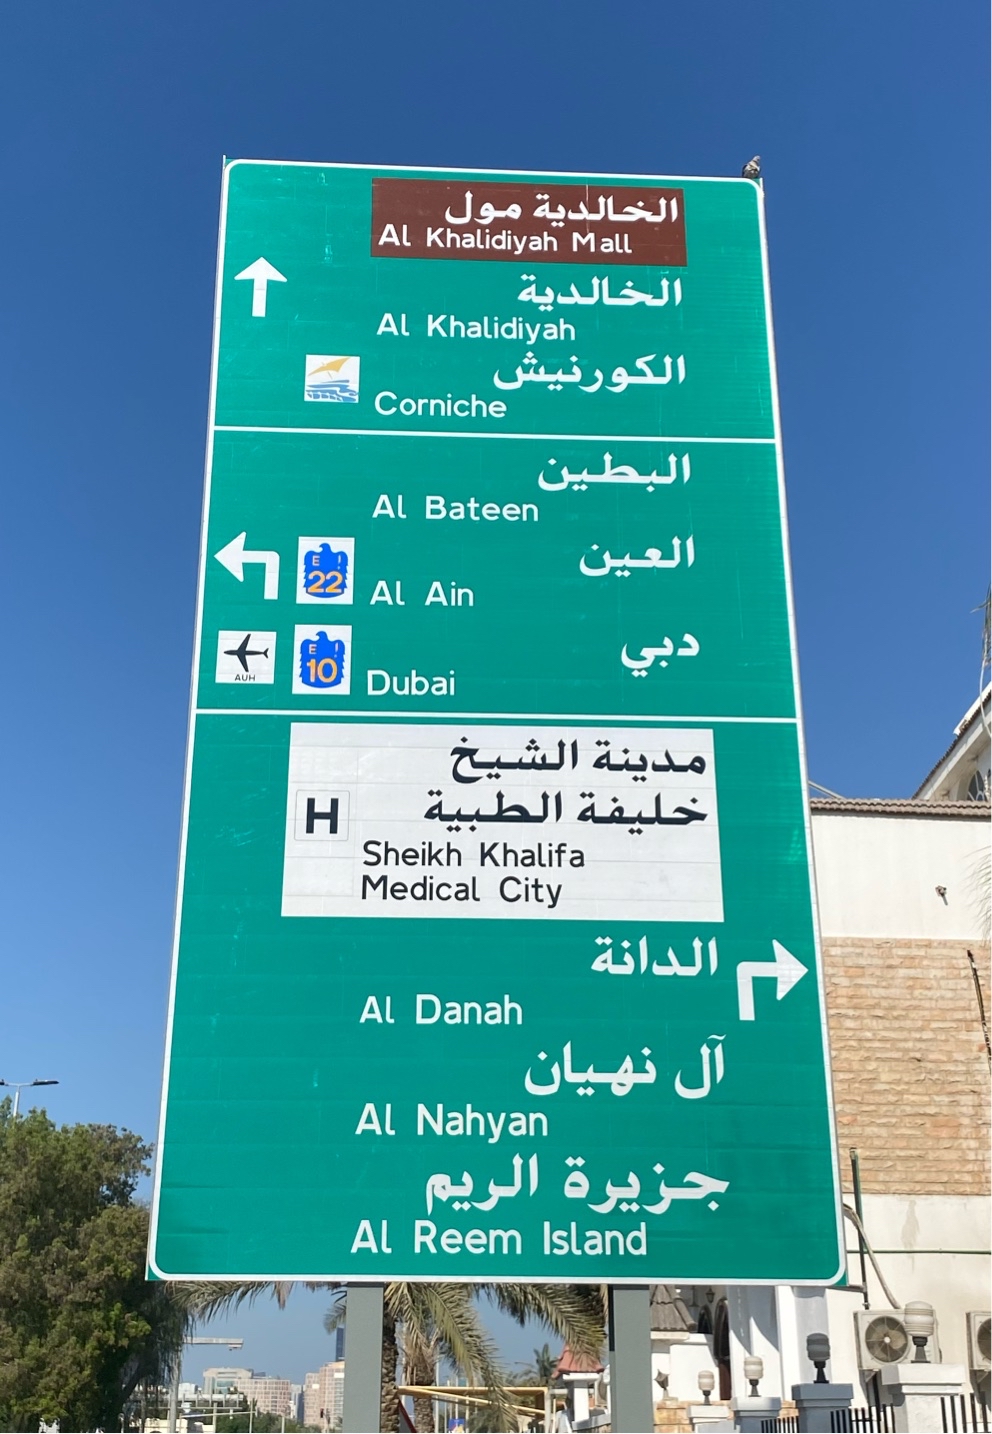 الخالدية مول
Al Khalidiyah Mall
الخالدية
Al Khalidiyah
الكورنيش
Corniche
البطين
Al Bateen
العين
E 22
Al Ain
دبي
AUH
E 10
Dubai
مدينة الشيخ
خليفة الطبية
H
Sheikh Khalifa
Medical City
الدانة
Al Danah
آل نهيان
Al Nahyan
جزيرة الريم
Al Reem Island